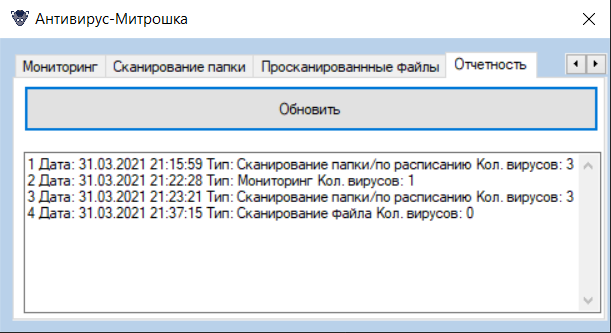 Антивирус-Митрошка
Мониторинг Сканирование папки Просканированнные файлы Отчетность
Обновить
1 Дата: 31.03.2021 21:15:59 Тип: Сканирование папки/по расписанию Кол. вирусов: 3
2 Дата: 31.03.2021 21:22:28 Тип: Мониторинг Кол. вирусов: 1
3 Дата: 31.03.2021 21:23:21 Тип: Сканирование папки/по расписанию Кол. вирусов: 3
4 Дата: 31.03.2021 21:37:15 Тип: Сканирование файла Кол. вирусов: 0